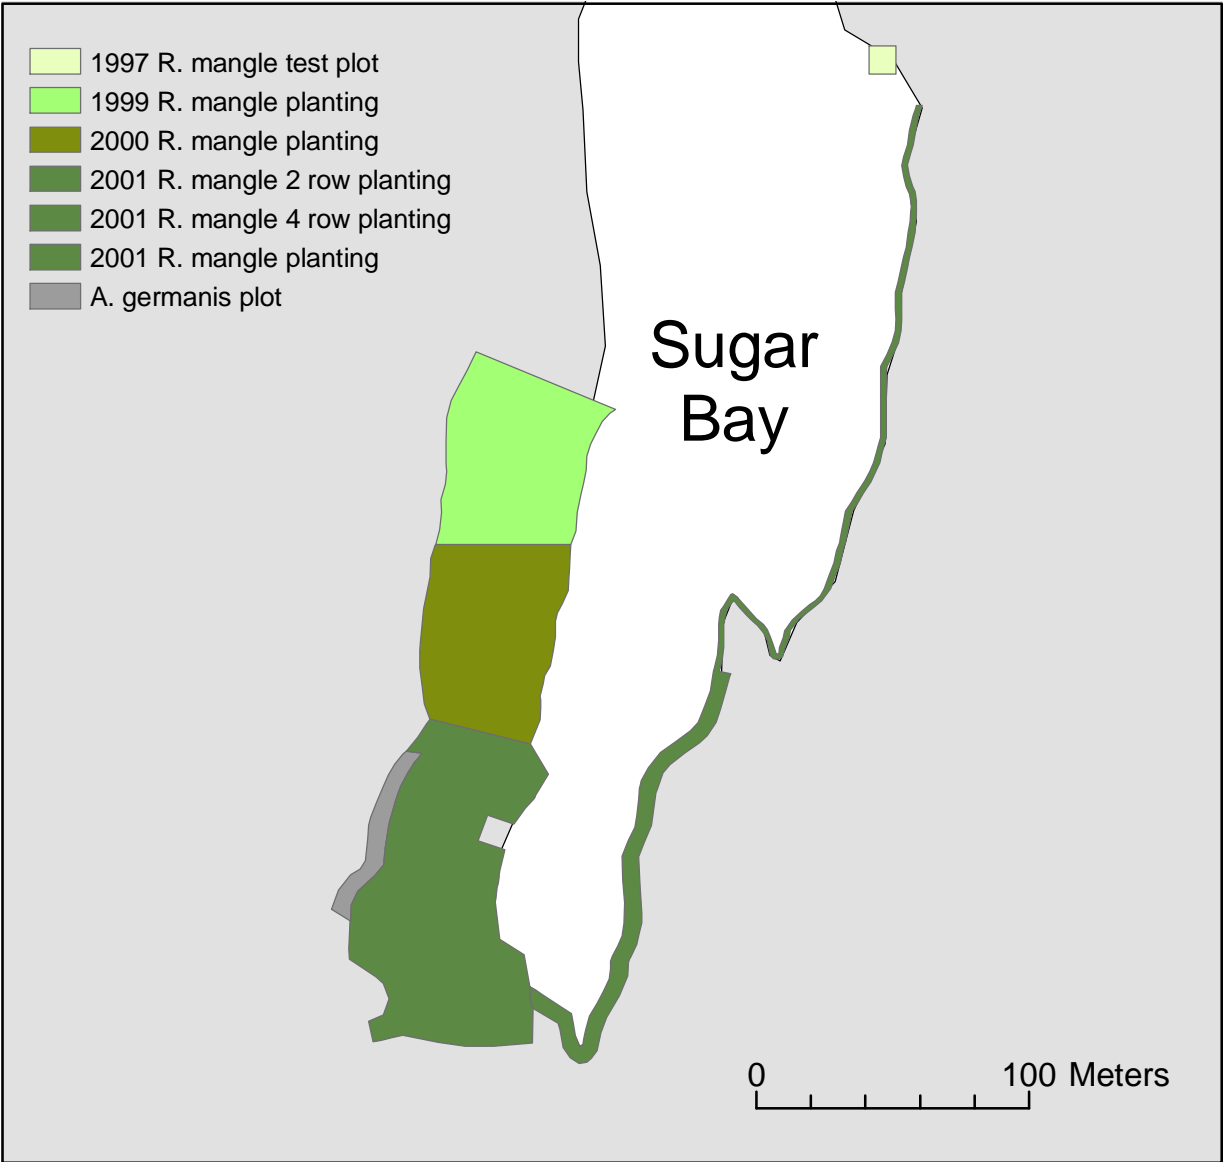 1997 R. mangle test plot
1999 R. mangle planting
2000 R. mangle planting
2001 R. mangle 2 row planting
2001 R. mangle 4 row planting
2001 R. mangle planting
A. germanis plot
Sugar
Bay
0 100 Meters